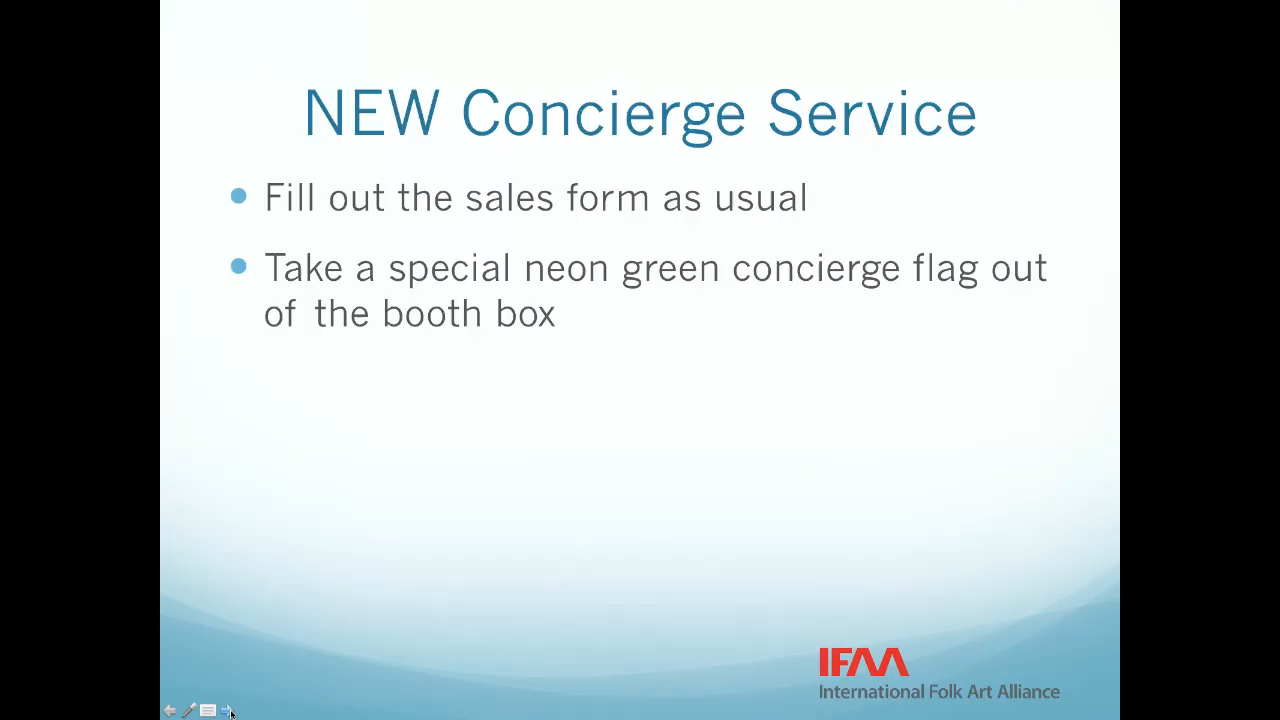 NEW Concierge Service
Fill out the sales form as usual
Take a special neon green concierge flag out
of the booth box
IFAA
International Folk Art Alliance